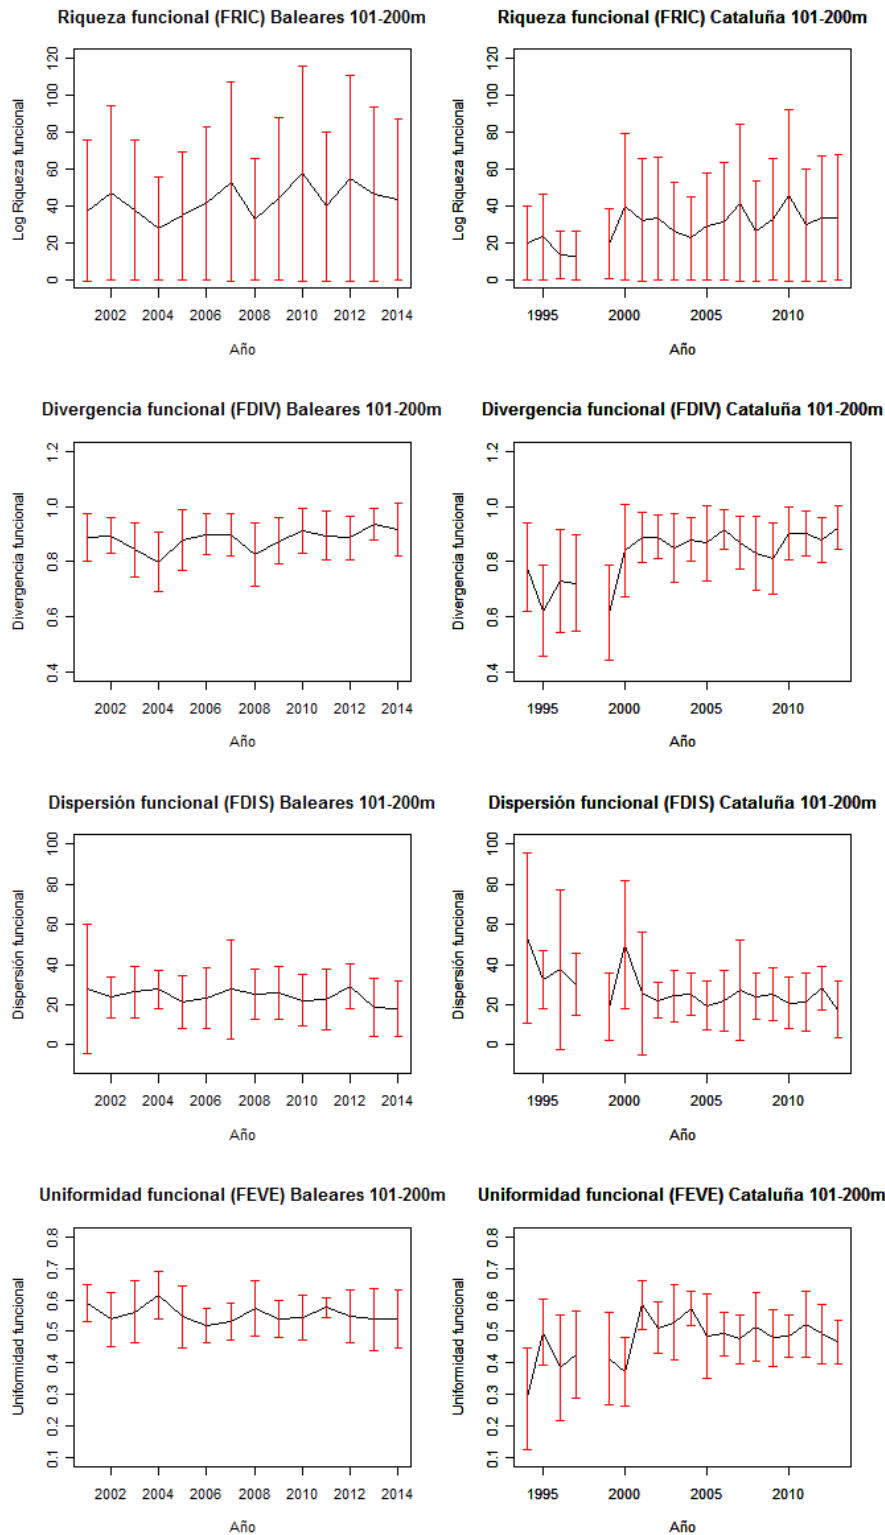 Riqueza funcional (FRIC) Baleares 101-200m
Log Riqueza funcional
0 20 40 60 80 100 120
2002 2004 2006 2008 2010 2012 2014
Año
Riqueza funcional (FRIC) Cataluña 101-200m
Log Riqueza funcional
0 20 40 60 80 100 120
1995 2000 2005 2010
Año
Divergencia funcional (FDIV) Baleares 101-200m
Divergencia funcional
0.4 0.6 0.8 1.0 1.2
2002 2004 2006 2008 2010 2012 2014
Año
Divergencia funcional (FDIV) Cataluña 101-200m
Divergencia funcional
0.4 0.6 0.8 1.0 1.2
1995 2000 2005 2010
Año
Dispersión funcional (FDIS) Baleares 101-200m
Dispersión funcional
0 20 40 60 80 100
2002 2004 2006 2008 2010 2012 2014
Año
Dispersión funcional (FDIS) Cataluña 101-200m
Dispersión funcional
0 20 40 60 80 100
1995 2000 2005 2010
Año
Uniformidad funcional (FEVE) Baleares 101-200m
Uniformidad funcional
0.1 0.2 0.3 0.4 0.5 0.6 0.7 0.8
2002 2004 2006 2008 2010 2012 2014
Año
Uniformidad funcional (FEVE) Cataluña 101-200m
Uniformidad funcional
0.1 0.2 0.3 0.4 0.5 0.6 0.7 0.8
1995 2000 2005 2010
Año